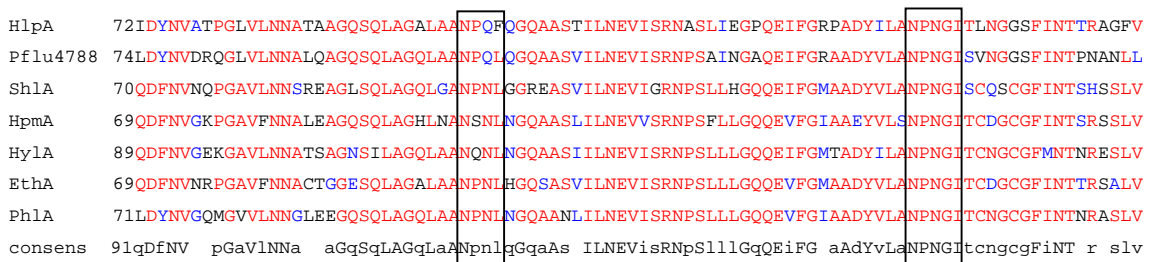 HlpA 72IDYNVATPGLVLNNATAAGQSQLAGALAANPQFQGQAASTILNEVISRNASLIEGPQEIFGRPADYILANPNGITLNGGSFINTTRAGFV
Pflu4788 74LDYNVDRQGLVLNNALQAGQSQLAGQLAANPQLQGQAASVILNEVISRNPSAINGAQEIFGRAADYVLANPNGISVNGGSFINTPNANLL
ShlA 70QDFNVNQPGAVLNNSREAGLSQLAGQLGANPNLGGREASVILNEVIGRNPSLLHGQQEIFGMAADYVLANPNGISCQSCGFINTSHSSLV
HpmA 69QDFNVGKPGAVFNNALEAGQSQLAGHLNANSNLNGQAASLILNEVVSRNPSFLLGQQEVFGIAAEYVLSNPNGITCDGCGFINTSRSSLV
HylA 89QDFNVGEKGAVLNNATSAGNSILAGQLAANQNLNGQAASIILNEVISRNPSLLLGQQEIFGMTADYILANPNGITCNGCGFMNTNRESLV
EthA 69QDFNVNRPGAVFNNACTGGESQLAGALAANPNLHGQSASVILNEVISRNPSLLLGQQEVFGMAADYVLANPNGITCDGCGFINTTRSALV
PhlA 71LDYNVGQMGVVLNNGLEEGQSQLAGQLAANPNLNGQAANLILNEVISRNPSLLLGQQEVFGIAADYVLANPNGITCNGCGFINTNRASLV
consens 91qDfNV pGaVlNNa aGqSqLAGqLaANpnlqGqaAs ILNEVisRNpSlllGqQEiFG aAdYvLaNPNGItcngcgFiNT r slv